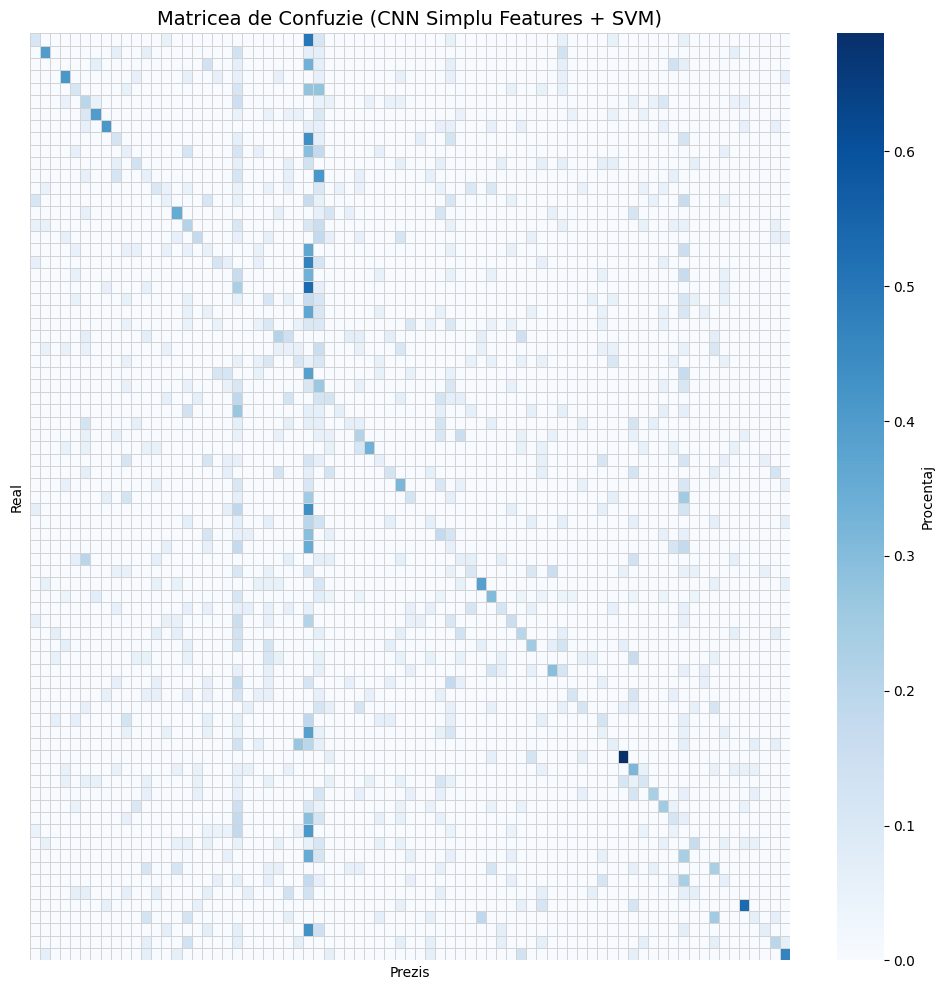 Matricea de Confuzie (CNN Simplu Features + SVM)
Real
Prezis
0.6
0.5
0.4
0.3
0.2
0.1
0.0
Procentaj